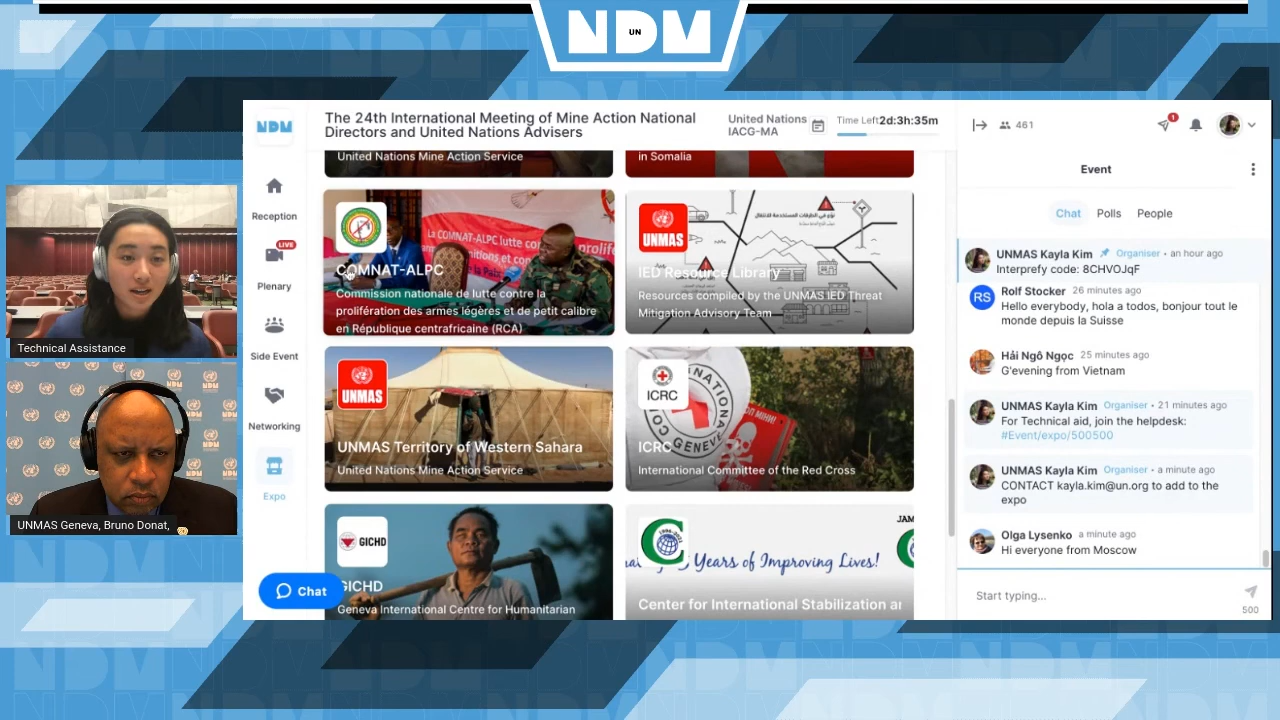 NDM
UN
NDM
The 24th International Meeting of Mine Action National
Directors and United Nations Advisers
United Nations
IACG-MA
Time Left 2d:3h:35m
461
1
Reception
LIVE
Plenary
Side Event
Networking
Expo
Chat
United Nations Mine Action Service
in Somalia
La COMNAT-ALPC lutte con
COMNAT-ALPC
Commission nationale de lutte contre la
prolifération des armes légères et de petit calibre
en République centrafricaine (RCA)
UNMAS
IED Resource Library
Resources compiled by the UNMAS IED Threat
Mitigation Advisory Team
UNMAS
UNMAS Territory of Western Sahara
United Nations Mine Action Service
ICRC
GENEVE
ICRC
International Committee of the Red Cross
GICHD
GICHD
Geneva International Centre for Humanitarian
JAM
Years of Improving Lives!
Center for International Stabilization an
Event
Chat
Polls
People
UNMAS Kayla Kim Organiser • an hour ago
Interprefy code: 8CHVOJqF
RS
Rolf Stocker 26 minutes ago
Hello everybody, hola a todos, bonjour tout le
monde depuis la Suisse
Hải Ngô Ngọc 25 minutes ago
G'evening from Vietnam
UNMAS Kayla Kim Organiser • 21 minutes ago
For Technical aid, join the helpdesk:
#Event/expo/500500
UNMAS Kayla Kim Organiser • a minute ago
CONTACT kayla.kim@un.org to add to the
expo
Olga Lysenko a minute ago
Hi everyone from Moscow
Start typing...
500
Technical Assistance
UNMAS Geneva, Bruno Donat,